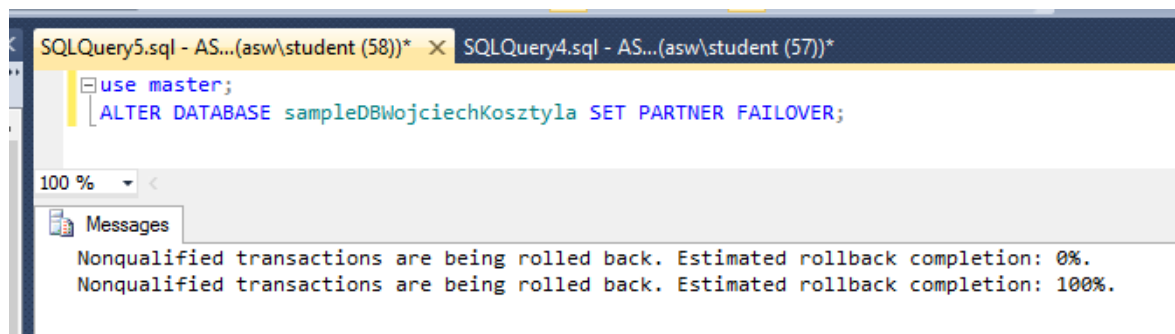 SQLQuery5.sql - AS...(asw\student (58))* SQLQuery4.sql - AS...(asw\student (57))*
use master;
ALTER DATABASE sampleDBWojciechKosztyla SET PARTNER FAILOVER;
100 %
Messages
Nonqualified transactions are being rolled back. Estimated rollback completion: 0%.
Nonqualified transactions are being rolled back. Estimated rollback completion: 100%.